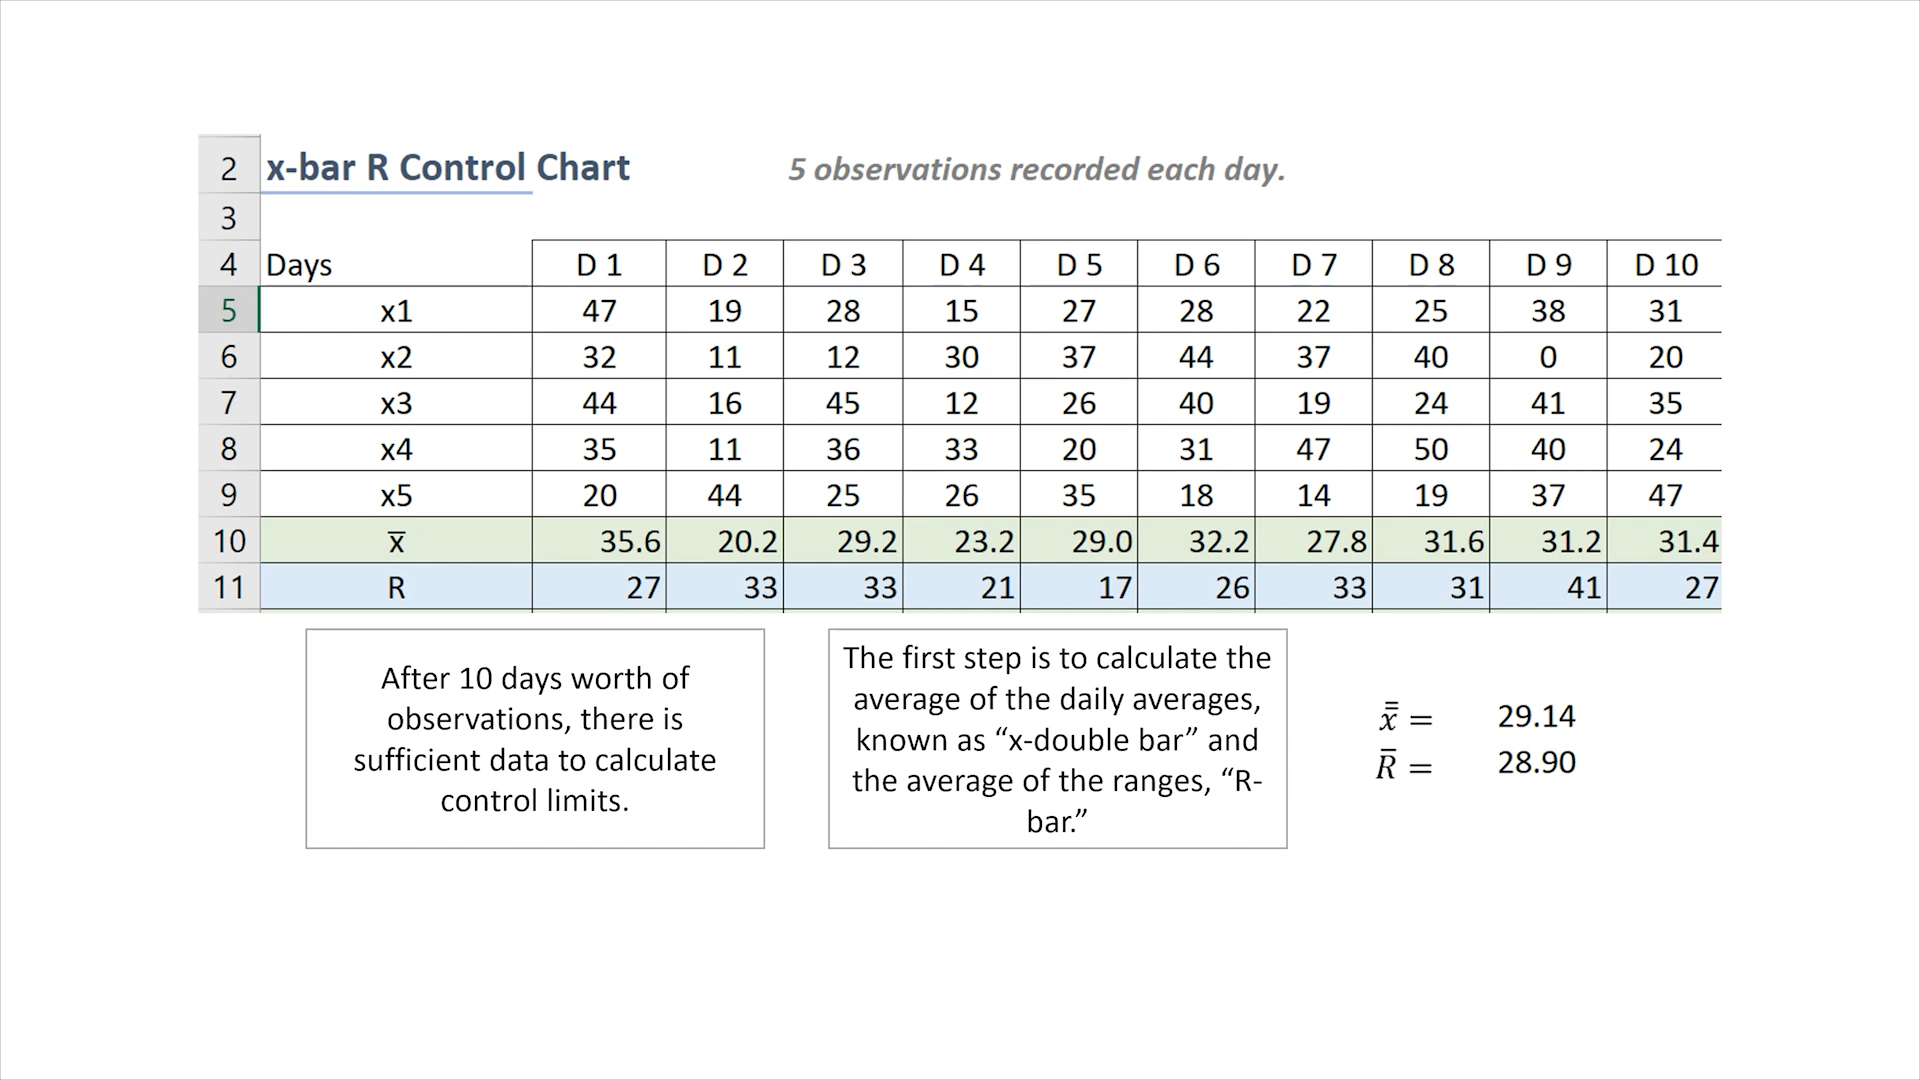 2 x-bar R Control Chart 5 observations recorded each day.
3
4 Days D 1 D 2 D 3 D 4 D 5 D 6 D 7 D 8 D 9 D 10
5 x1 47 19 28 15 27 28 22 25 38 31
6 x2 32 11 12 30 37 44 37 40 0 20
7 x3 44 16 45 12 26 40 19 24 41 35
8 x4 35 11 36 33 20 31 47 50 40 24
9 x5 20 44 25 26 35 18 14 19 37 47
10 x̅ 35.6 20.2 29.2 23.2 29.0 32.2 27.8 31.6 31.2 31.4
11 R 27 33 33 21 17 26 33 31 41 27
After 10 days worth of
observations, there is
sufficient data to calculate
control limits.
The first step is to calculate the
average of the daily averages,
known as “x-double bar” and
the average of the ranges, “R-
bar.”
x̿ = 29.14
R̅ = 28.90